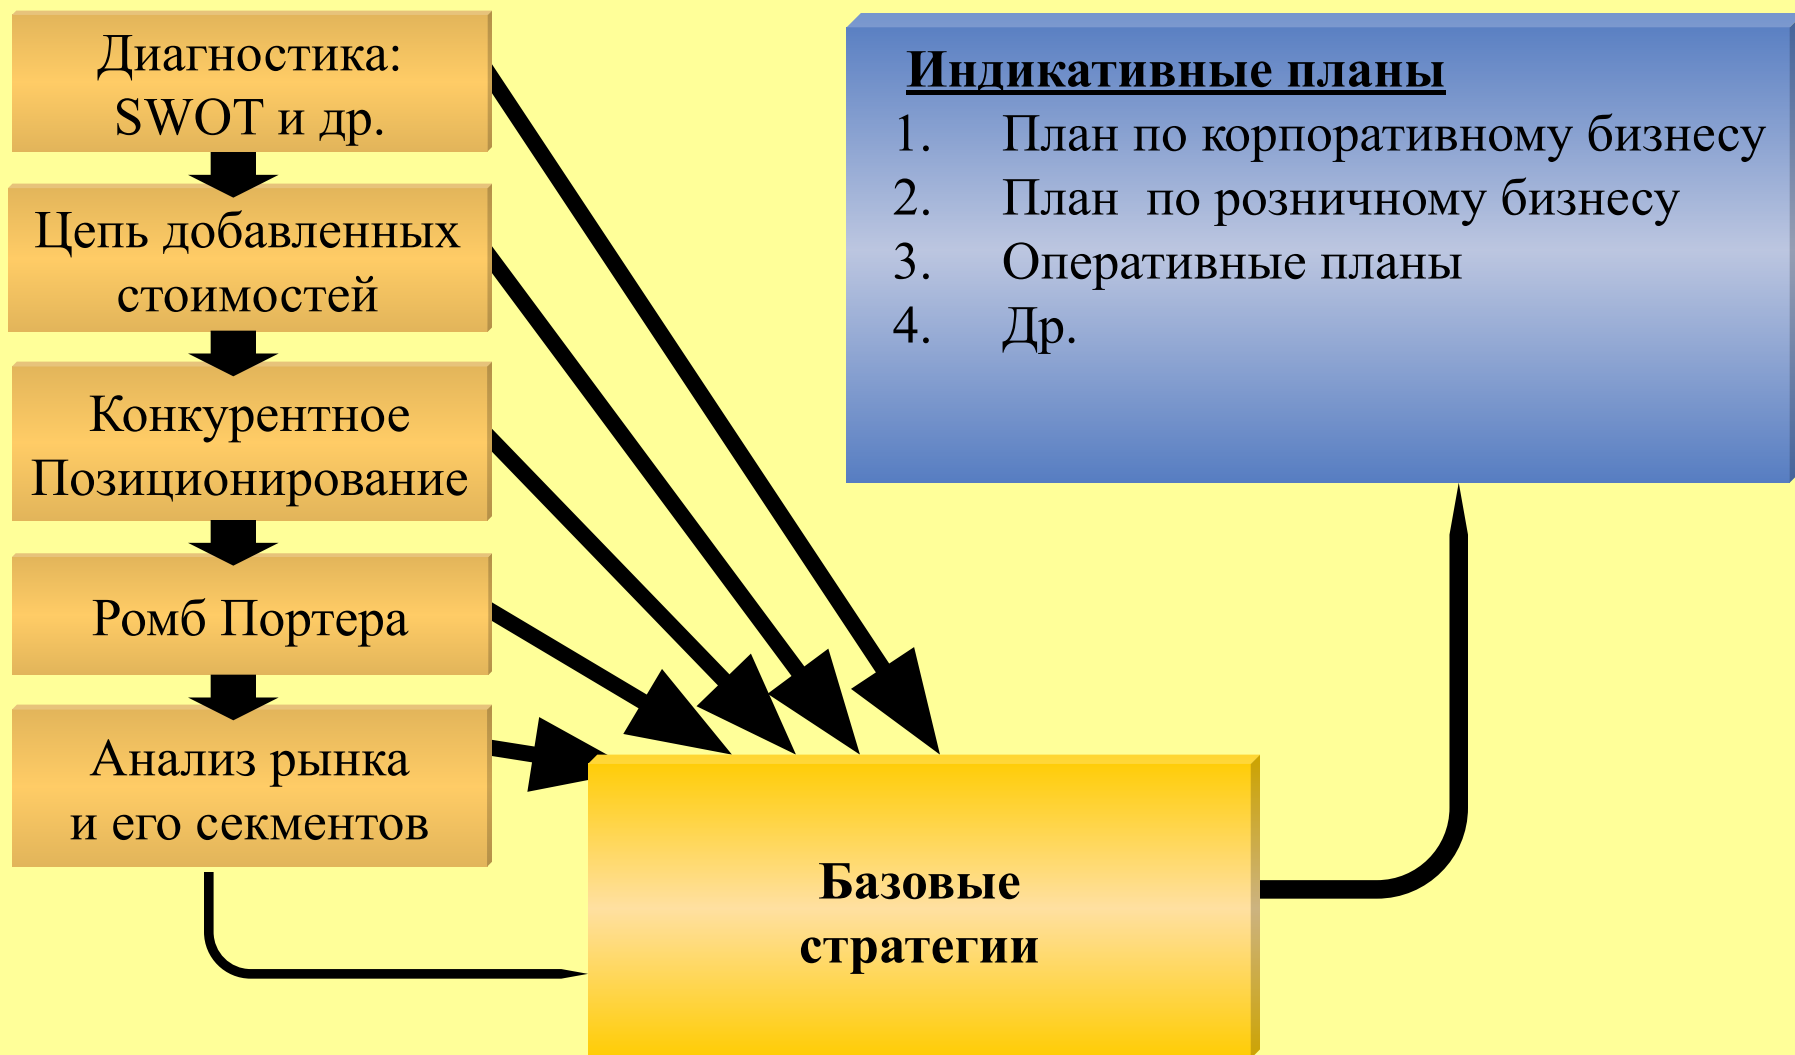 Диагностика:
SWOT и др.
Цепь добавленных
стоимостей
Конкурентное
Позиционирование
Ромб Портера
Анализ рынка
и его секментов
Базовые
стратегии
Индикативные планы
1. План по корпоративному бизнесу
2. План по розничному бизнесу
3. Оперативные планы
4. Др.